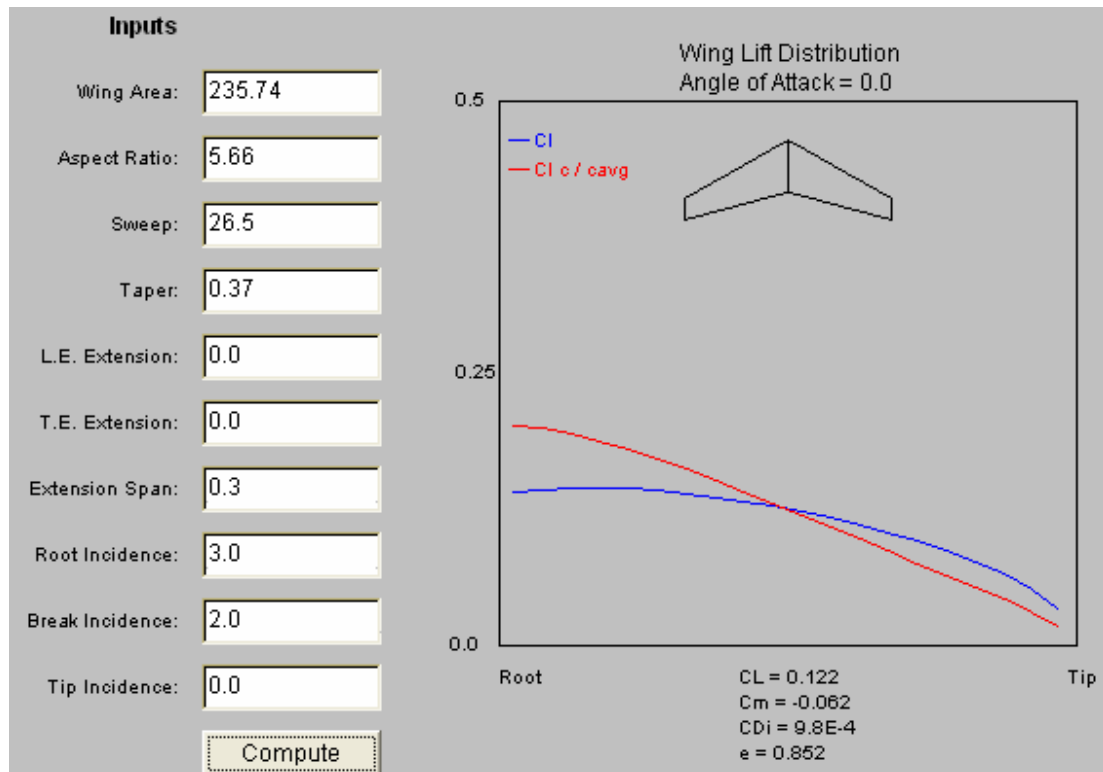 Inputs
Wing Area: 235.74
Aspect Ratio: 5.66
Sweep: 26.5
Taper: 0.37
L.E. Extension: 0.0
T.E. Extension: 0.0
Extension Span: 0.3
Root Incidence: 3.0
Break Incidence: 2.0
Tip Incidence: 0.0
Compute
Wing Lift Distribution
Angle of Attack = 0.0
0.5
Cl
Cl c / cavg
0.25
0.0
Root
Tip
CL = 0.122
Cm = -0.062
CDi = 9.8E-4
e = 0.852